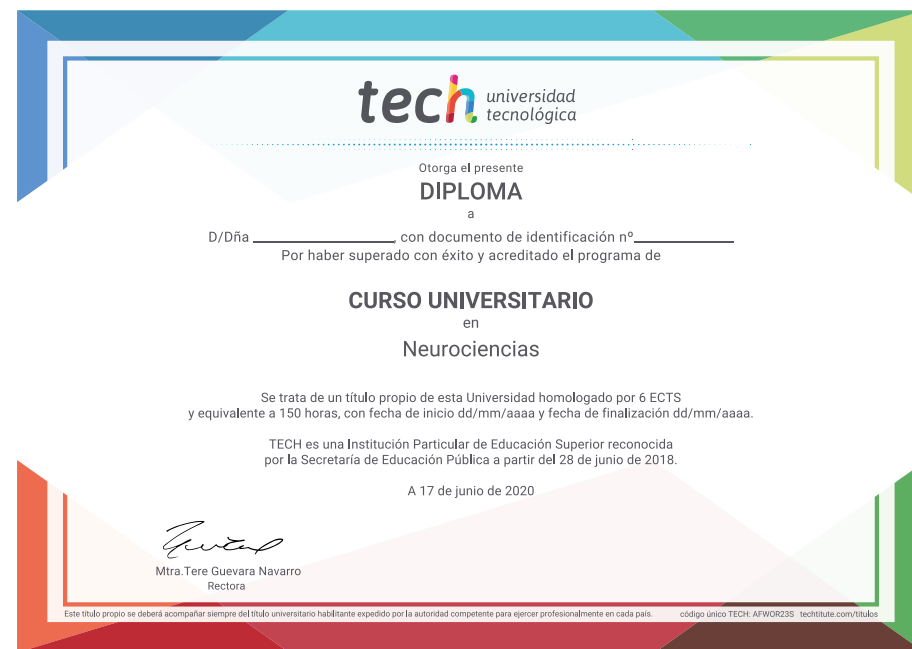 tech universidad
tecnológica
Otorga el presente
DIPLOMA
a
D/Dña ____________________, con documento de identificación nº______________
Por haber superado con éxito y acreditado el programa de
CURSO UNIVERSITARIO
en
Neurociencias
Se trata de un título propio de esta Universidad homologado por 6 ECTS
y equivalente a 150 horas, con fecha de inicio dd/mm/aaaa y fecha de finalización dd/mm/aaaa.
TECH es una Institución Particular de Educación Superior reconocida
por la Secretaría de Educación Pública a partir del 28 de junio de 2018.
A 17 de junio de 2020
Mtra.Tere Guevara Navarro
Rectora
Este título propio se deberá acompañar siempre del título universitario habilitante expedido por la autoridad competente para ejercer profesionalmente en cada país. código único TECH: AFWOR23S techtitute.com/titulos